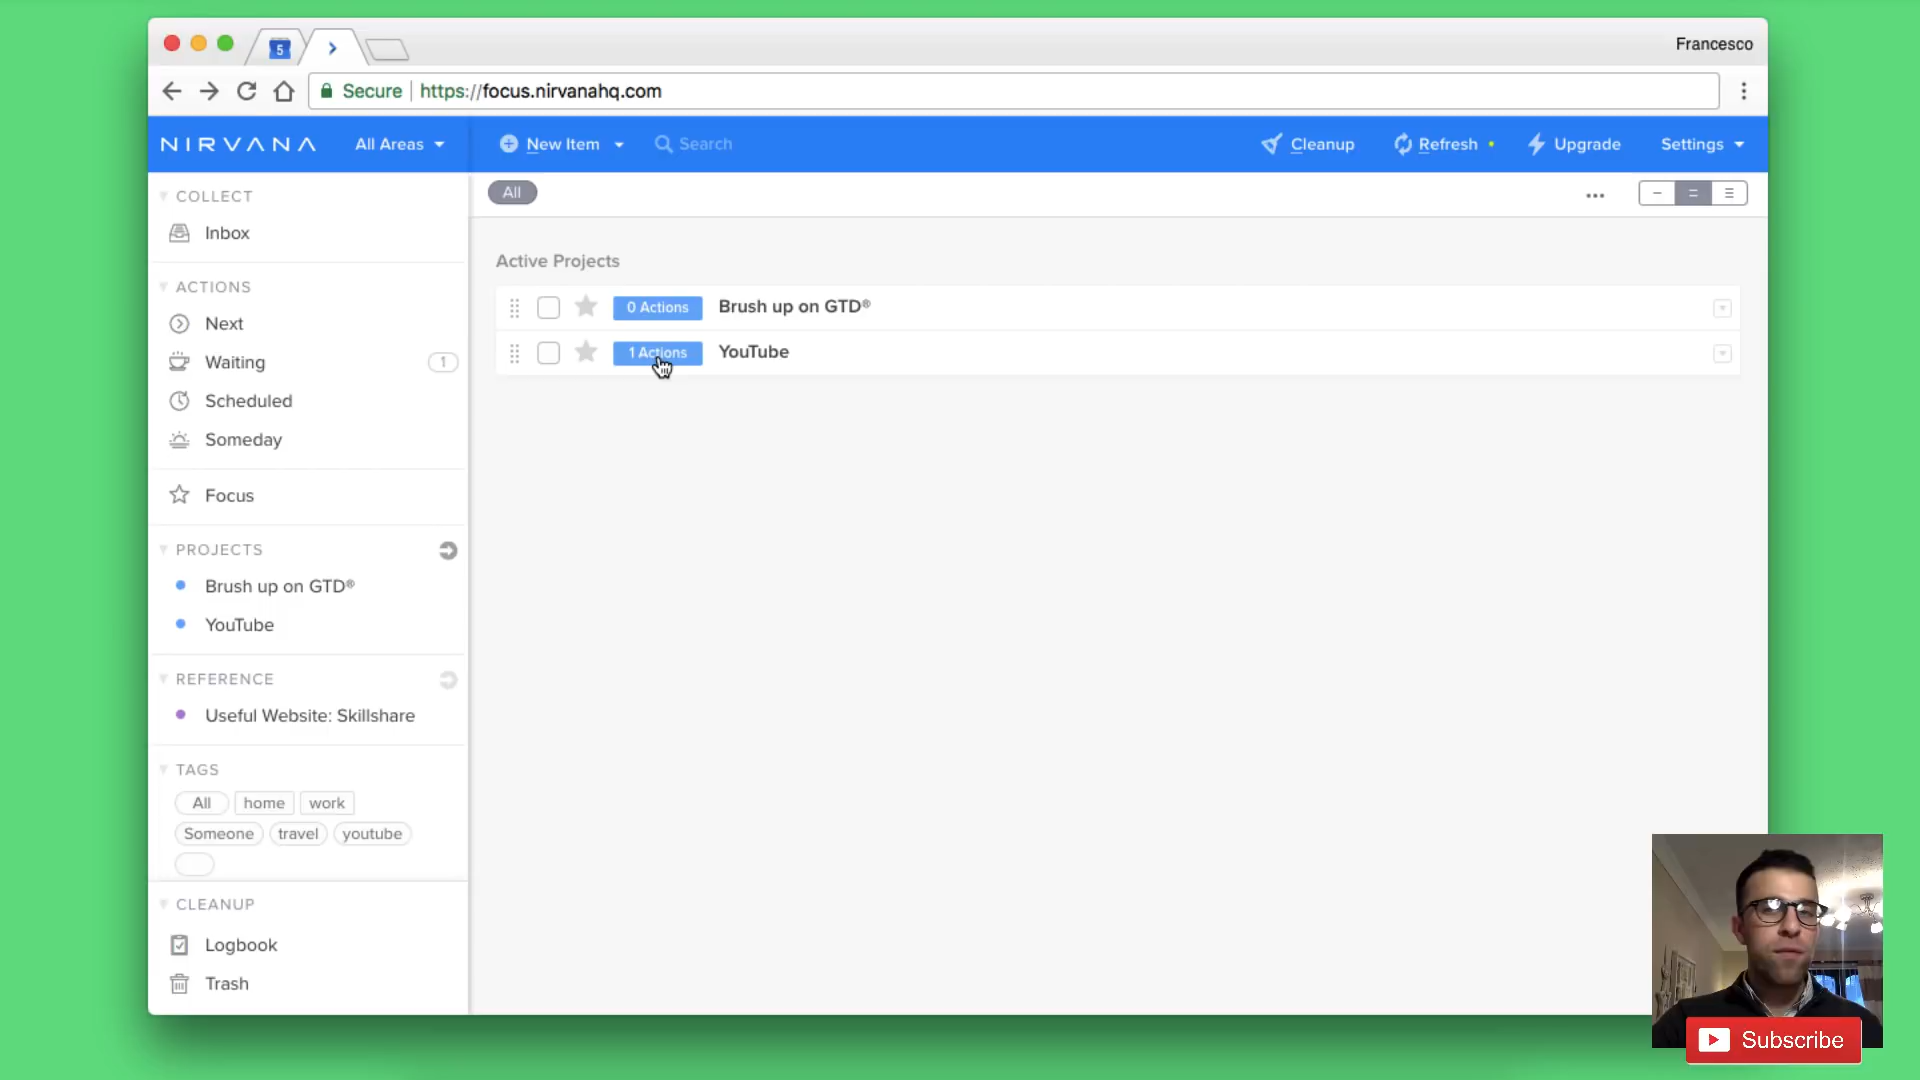 5
Francesco
Secure
https://focus.nirvanahq.com
NIRVANA
All Areas
New Item
Search
Cleanup
Refresh
Upgrade
Settings
COLLECT
Inbox
ACTIONS
Next
Waiting
1
Scheduled
Someday
Focus
PROJECTS
Brush up on GTD®
YouTube
REFERENCE
Useful Website: Skillshare
TAGS
All
home
work
Someone
travel
youtube
CLEANUP
Logbook
Trash
All
Active Projects
0 Actions
Brush up on GTD®
1 Actions
YouTube
Subscribe